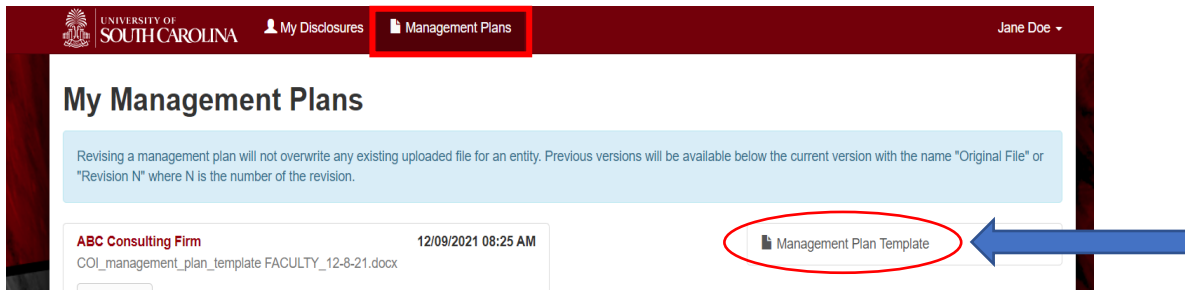 UNIVERSITY OF
SOUTH CAROLINA
My Disclosures
Management Plans
Jane Doe
My Management Plans
Revising a management plan will not overwrite any existing uploaded file for an entity. Previous versions will be available below the current version with the name "Original File" or
"Revision N" where N is the number of the revision.
ABC Consulting Firm
12/09/2021 08:25 AM
COI_management_plan_template FACULTY_12-8-21.docx
Management Plan Template